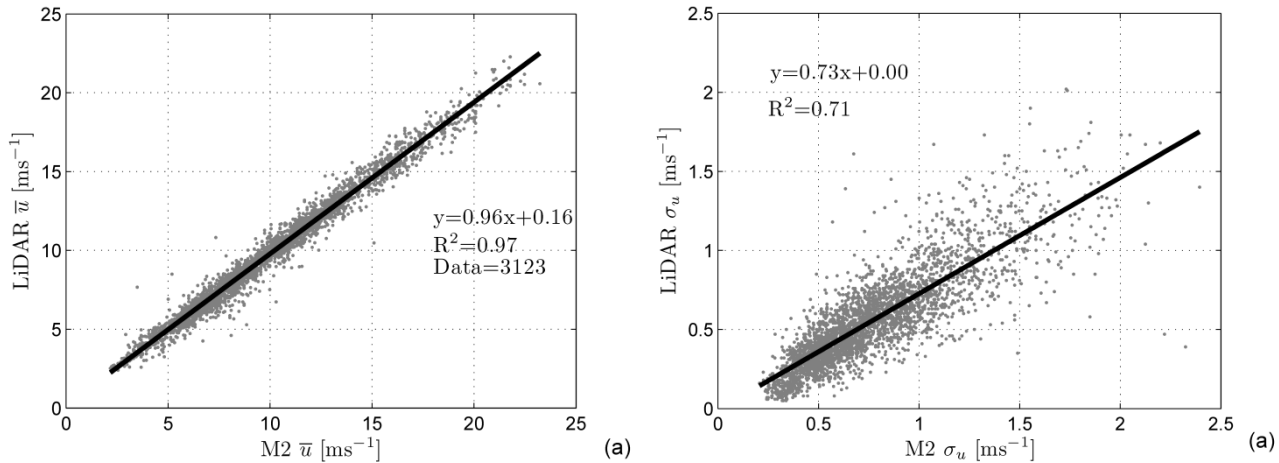 25
20
15
10
5
0
LiDAR u̅ [ms⁻¹]
y=0.96x+0.16
R²=0.97
Data=3123
0 5 10 15 20 25
M2 u̅ [ms⁻¹]
(a)
2.5
2
1.5
1
0.5
0
LiDAR σᵤ [ms⁻¹]
y=0.73x+0.00
R²=0.71
0 0.5 1 1.5 2 2.5
M2 σᵤ [ms⁻¹]
(a)